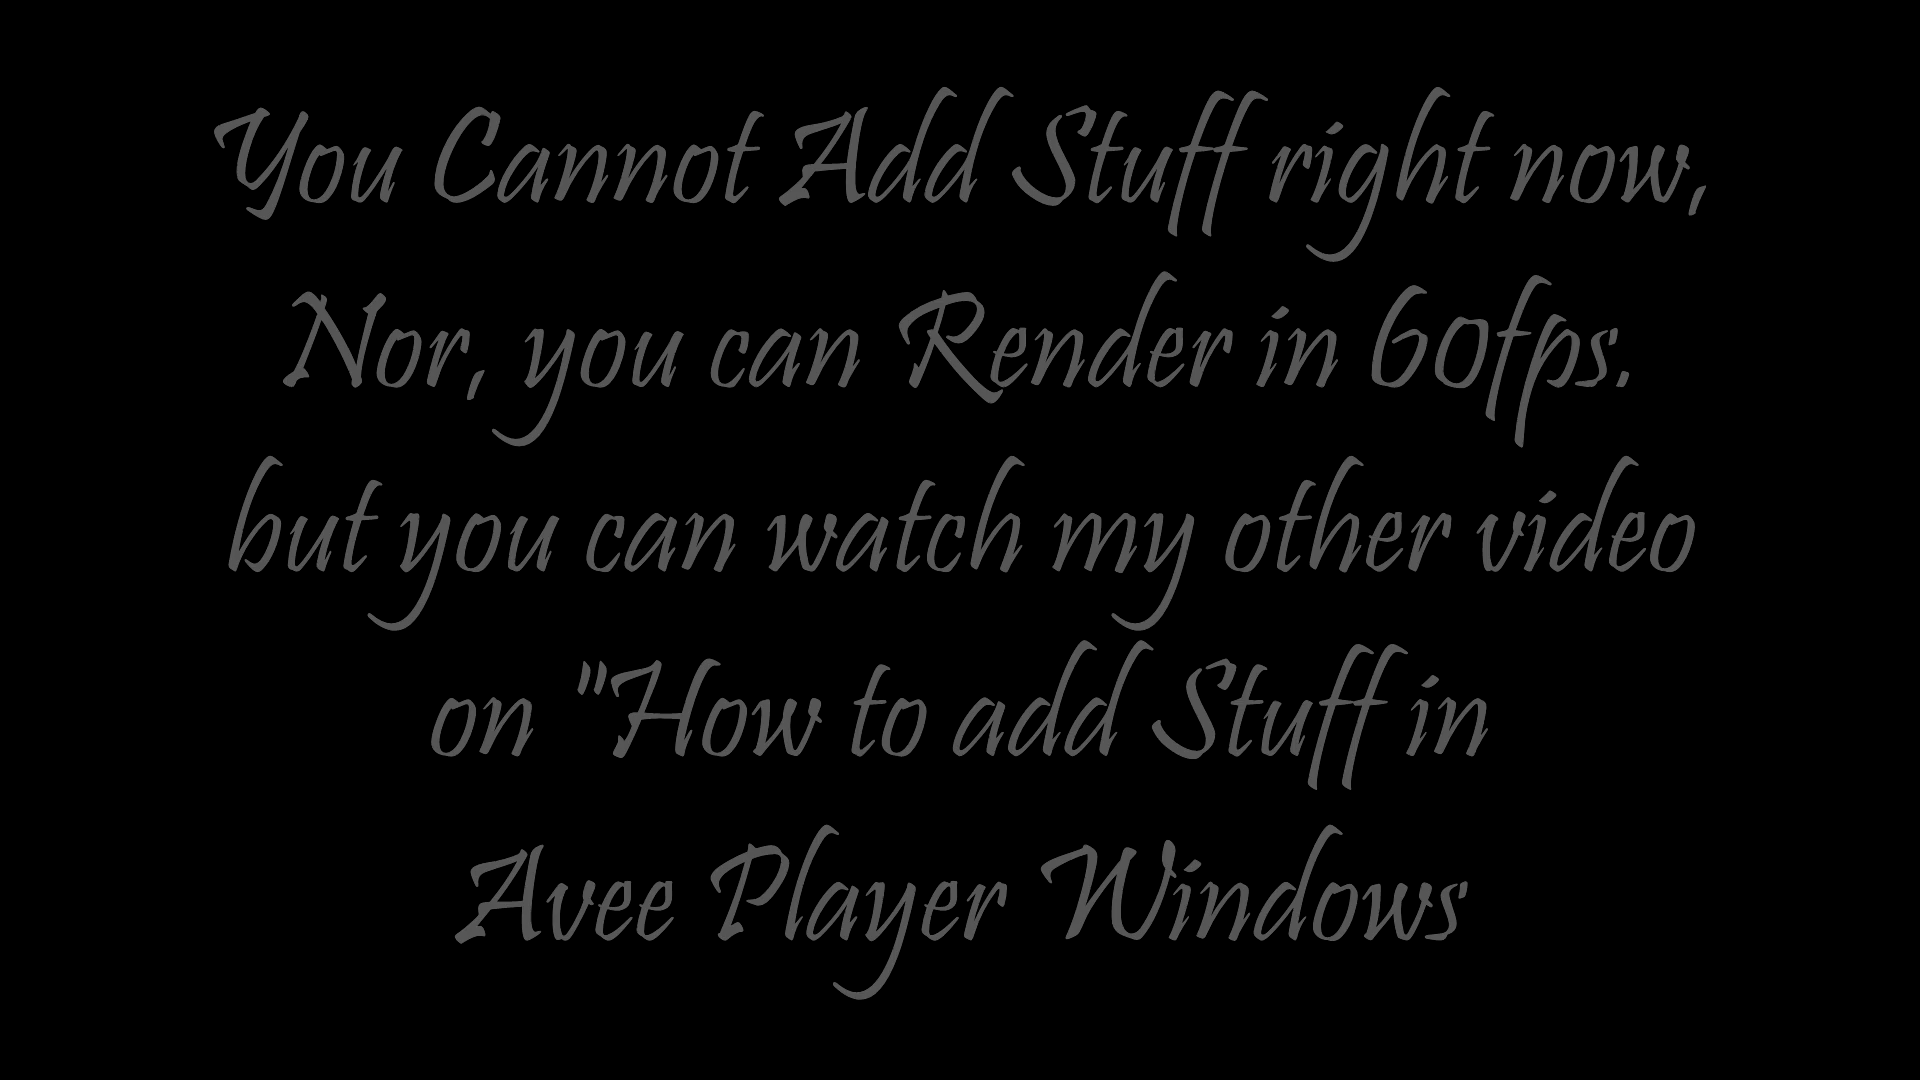 You Cannot Add Stuff right now,
Nor, you can Render in 60fps.
but you can watch my other video
on "How to add Stuff in
Avee Player Windows